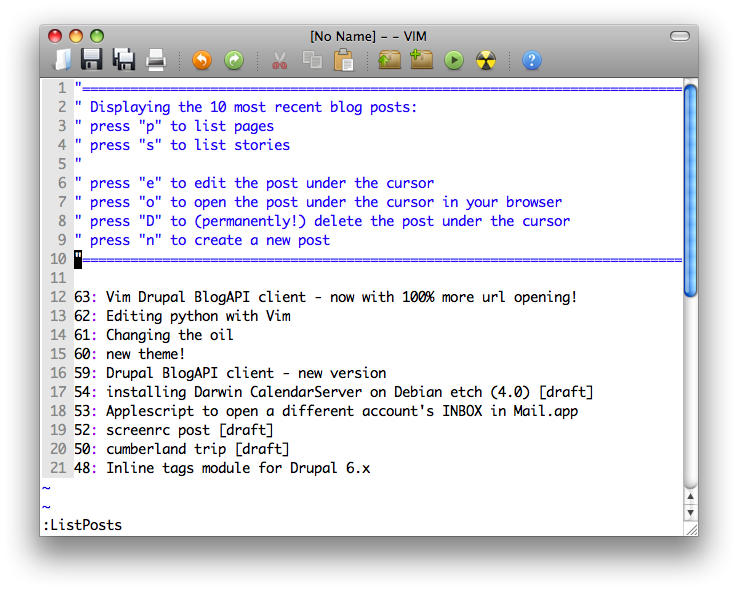 [No Name] – – VIM
1 "===========================================================================
2 " Displaying the 10 most recent blog posts:
3 " press "p" to list pages
4 " press "s" to list stories
5 "
6 " press "e" to edit the post under the cursor
7 " press "o" to open the post under the cursor in your browser
8 " press "D" to (permanently!) delete the post under the cursor
9 " press "n" to create a new post
10 "===========================================================================
11
12 63: Vim Drupal BlogAPI client - now with 100% more url opening!
13 62: Editing python with Vim
14 61: Changing the oil
15 60: new theme!
16 59: Drupal BlogAPI client - new version
17 54: installing Darwin CalendarServer on Debian etch (4.0) [draft]
18 53: Applescript to open a different account's INBOX in Mail.app
19 52: screenrc post [draft]
20 50: cumberland trip [draft]
21 48: Inline tags module for Drupal 6.x
~
~
:ListPosts